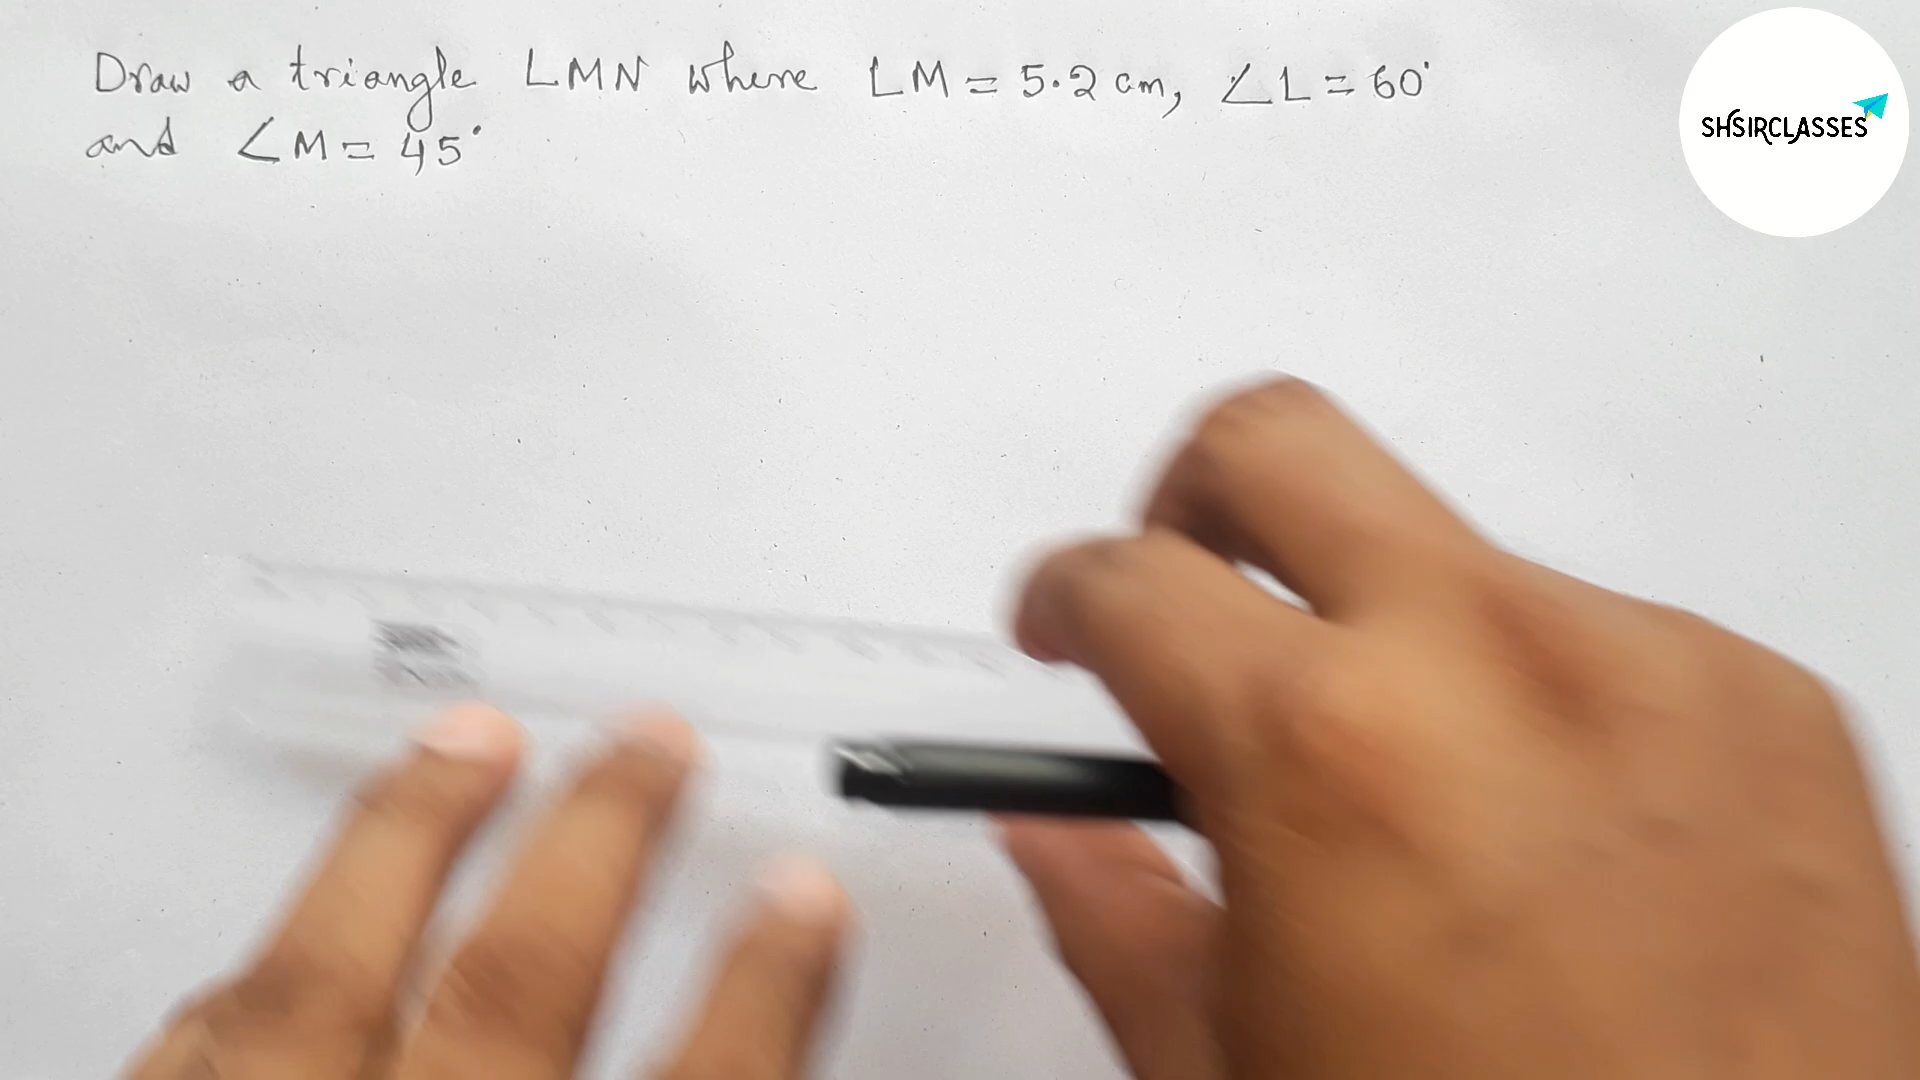 Draw a triangle LMN where LM = 5.2 cm, ∠L = 60°
and ∠M = 45°
SHSIRCLASSES